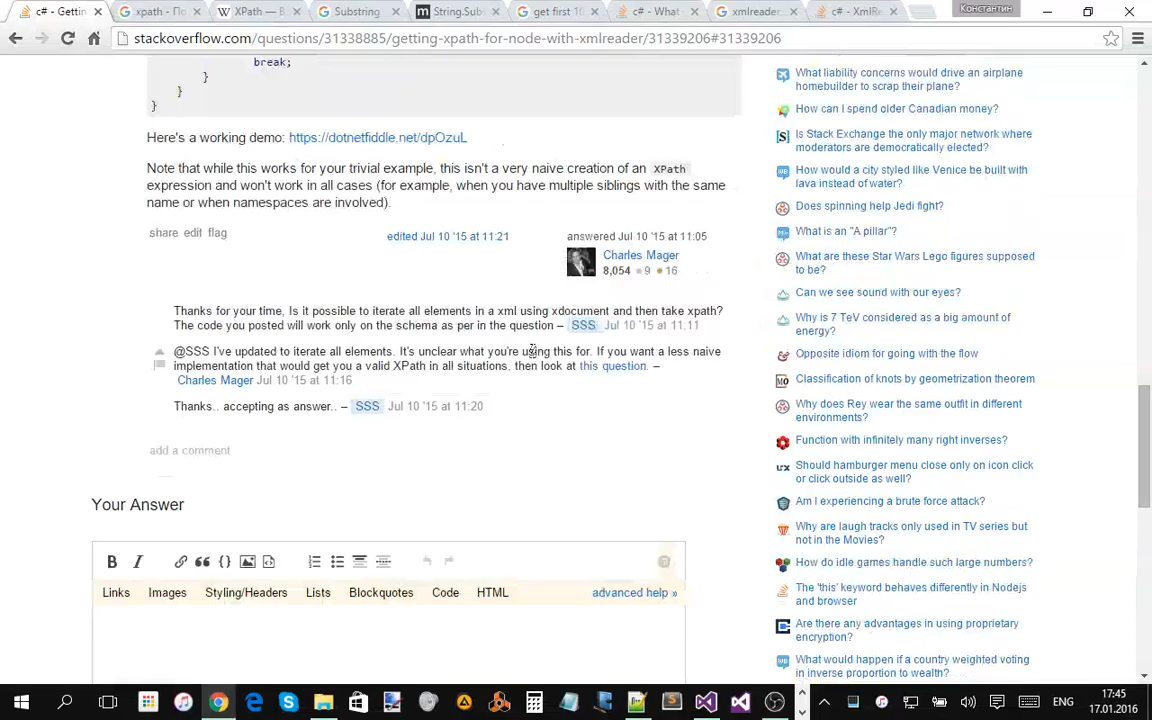 c# - Gettin
xpath - По
XPath — В
Substring
String.Sub
get first 10
c# - What
xmlreader
c# - XmlRe
Константин
stackoverflow.com/questions/31338885/getting-xpath-for-node-with-xmlreader/31339206#31339206
break;
}
}
}
Here's a working demo: https://dotnetfiddle.net/dpOzuL
Note that while this works for your trivial example, this isn't a very naive creation of an XPath
expression and won't work in all cases (for example, when you have multiple siblings with the same
name or when namespaces are involved).
share edit flag
edited Jul 10 '15 at 11:21
answered Jul 10 '15 at 11:05
Charles Mager
8,054 9 16
Thanks for your time, Is it possible to iterate all elements in a xml using xdocument and then take xpath?
The code you posted will work only on the schema as per in the question – SSS Jul 10 '15 at 11:11
@SSS I've updated to iterate all elements. It's unclear what you're using this for. If you want a less naive
implementation that would get you a valid XPath in all situations, then look at this question. –
Charles Mager Jul 10 '15 at 11:16
Thanks.. accepting as answer.. – SSS Jul 10 '15 at 11:20
add a comment
Your Answer
B I
Links Images Styling/Headers Lists Blockquotes Code HTML advanced help »
What liability concerns would drive an airplane
homebuilder to scrap their plane?
How can I spend older Canadian money?
Is Stack Exchange the only major network where
moderators are democratically elected?
How would a city styled like Venice be built with
lava instead of water?
Does spinning help Jedi fight?
What is an "A pillar"?
What are these Star Wars Lego figures supposed
to be?
Can we see sound with our eyes?
Why is 7 TeV considered as a big amount of
energy?
Opposite idiom for going with the flow
Classification of knots by geometrization theorem
Why does Rey wear the same outfit in different
environments?
Function with infinitely many right inverses?
Should hamburger menu close only on icon click
or click outside as well?
Am I experiencing a brute force attack?
Why are laugh tracks only used in TV series but
not in the Movies?
How do idle games handle such large numbers?
The 'this' keyword behaves differently in Nodejs
and browser
Are there any advantages in using proprietary
encryption?
What would happen if a country weighted voting
in inverse proportion to wealth?
ENG
17:45
17.01.2016